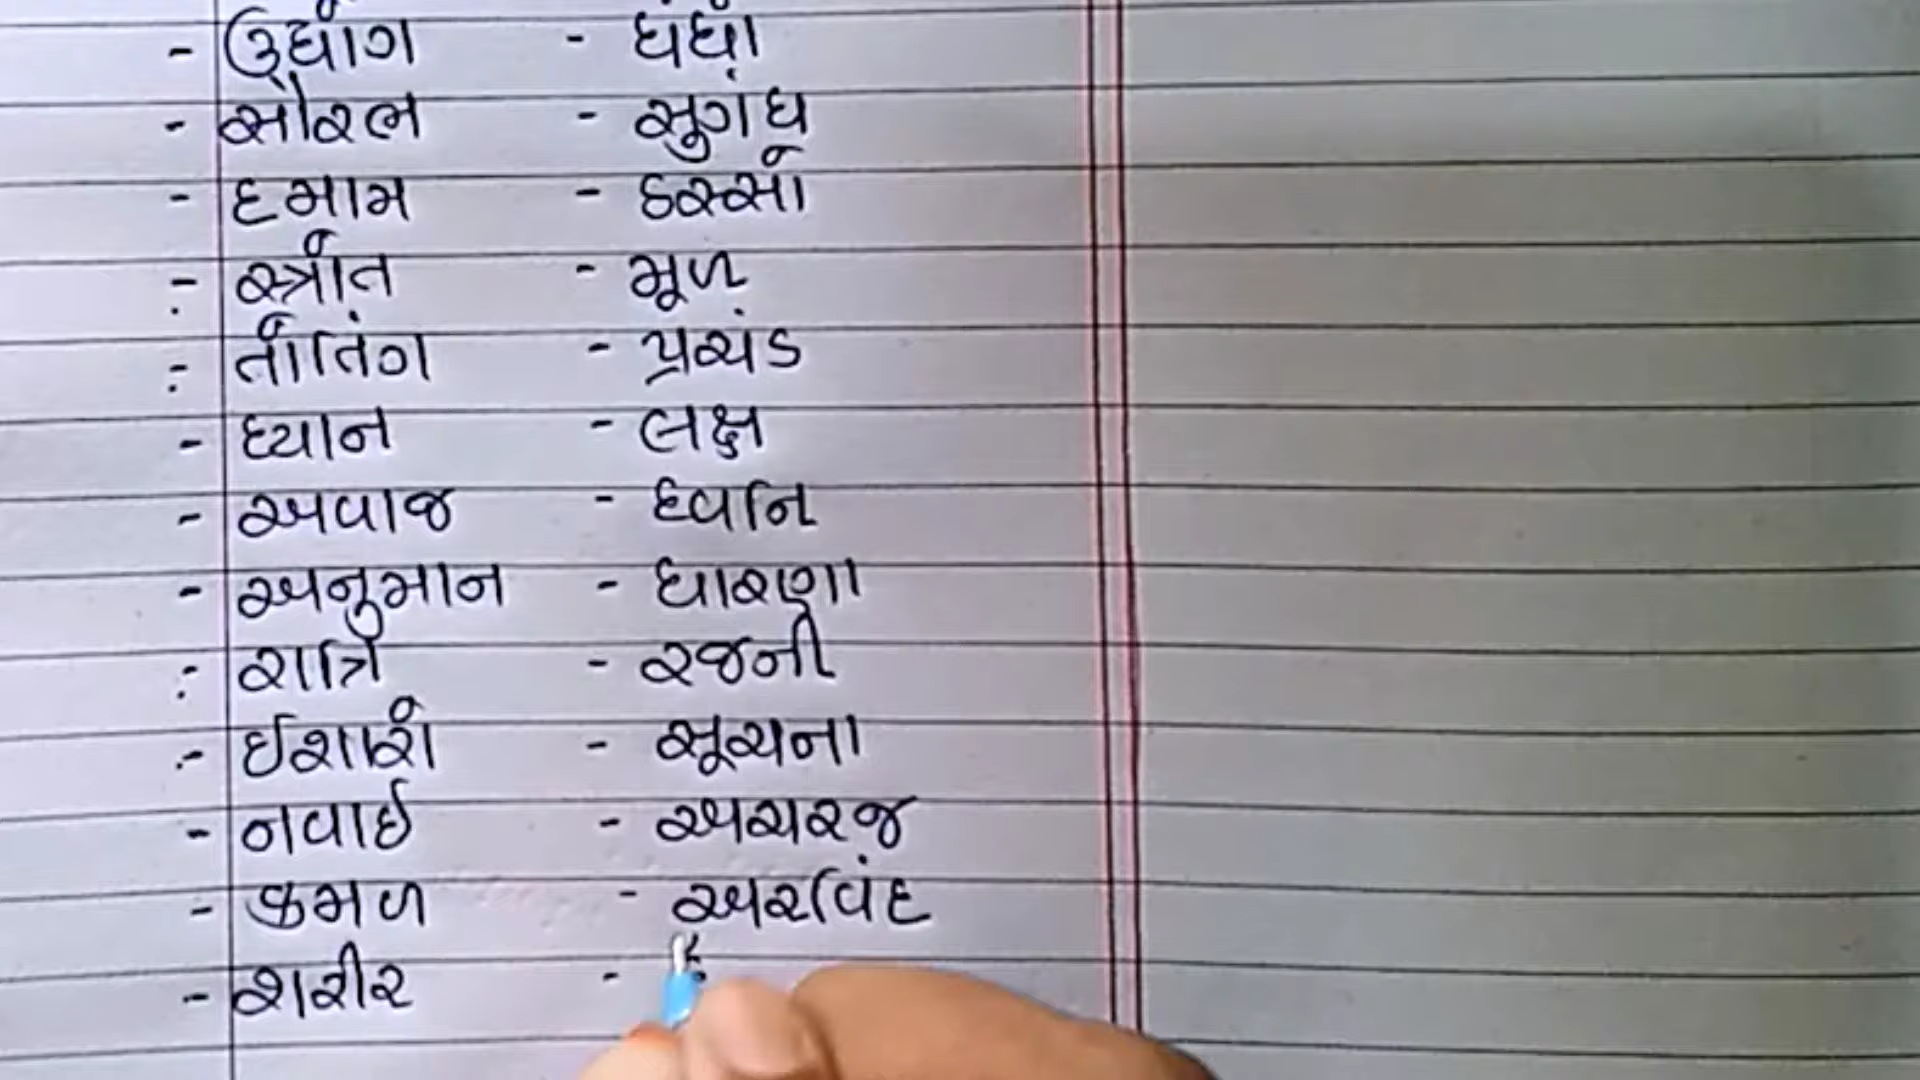 - ઉદ્યોગ - ધંધો
- સૌરભ - સુગંધ
- દમામ - ઠસ્સો
- સ્ત્રોત - મૂળ
- તોતિંગ - પ્રચંડ
- ધ્યાન - લક્ષ
- અવાજ - ધ્વનિ
- અનુમાન - ધારણા
- રાત્રિ - રજની
- ઈશારો - સૂચના
- નવાઈ - અચરજ
- કમળ - અરવિંદ
- શરીર -